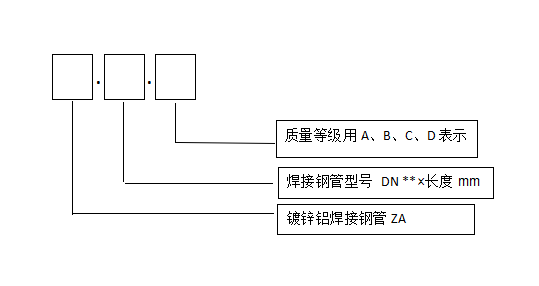 . .
质量等级用 A、B、C、D 表示
焊接钢管型号 DN **×长度 mm
镀锌铝焊接钢管 ZA